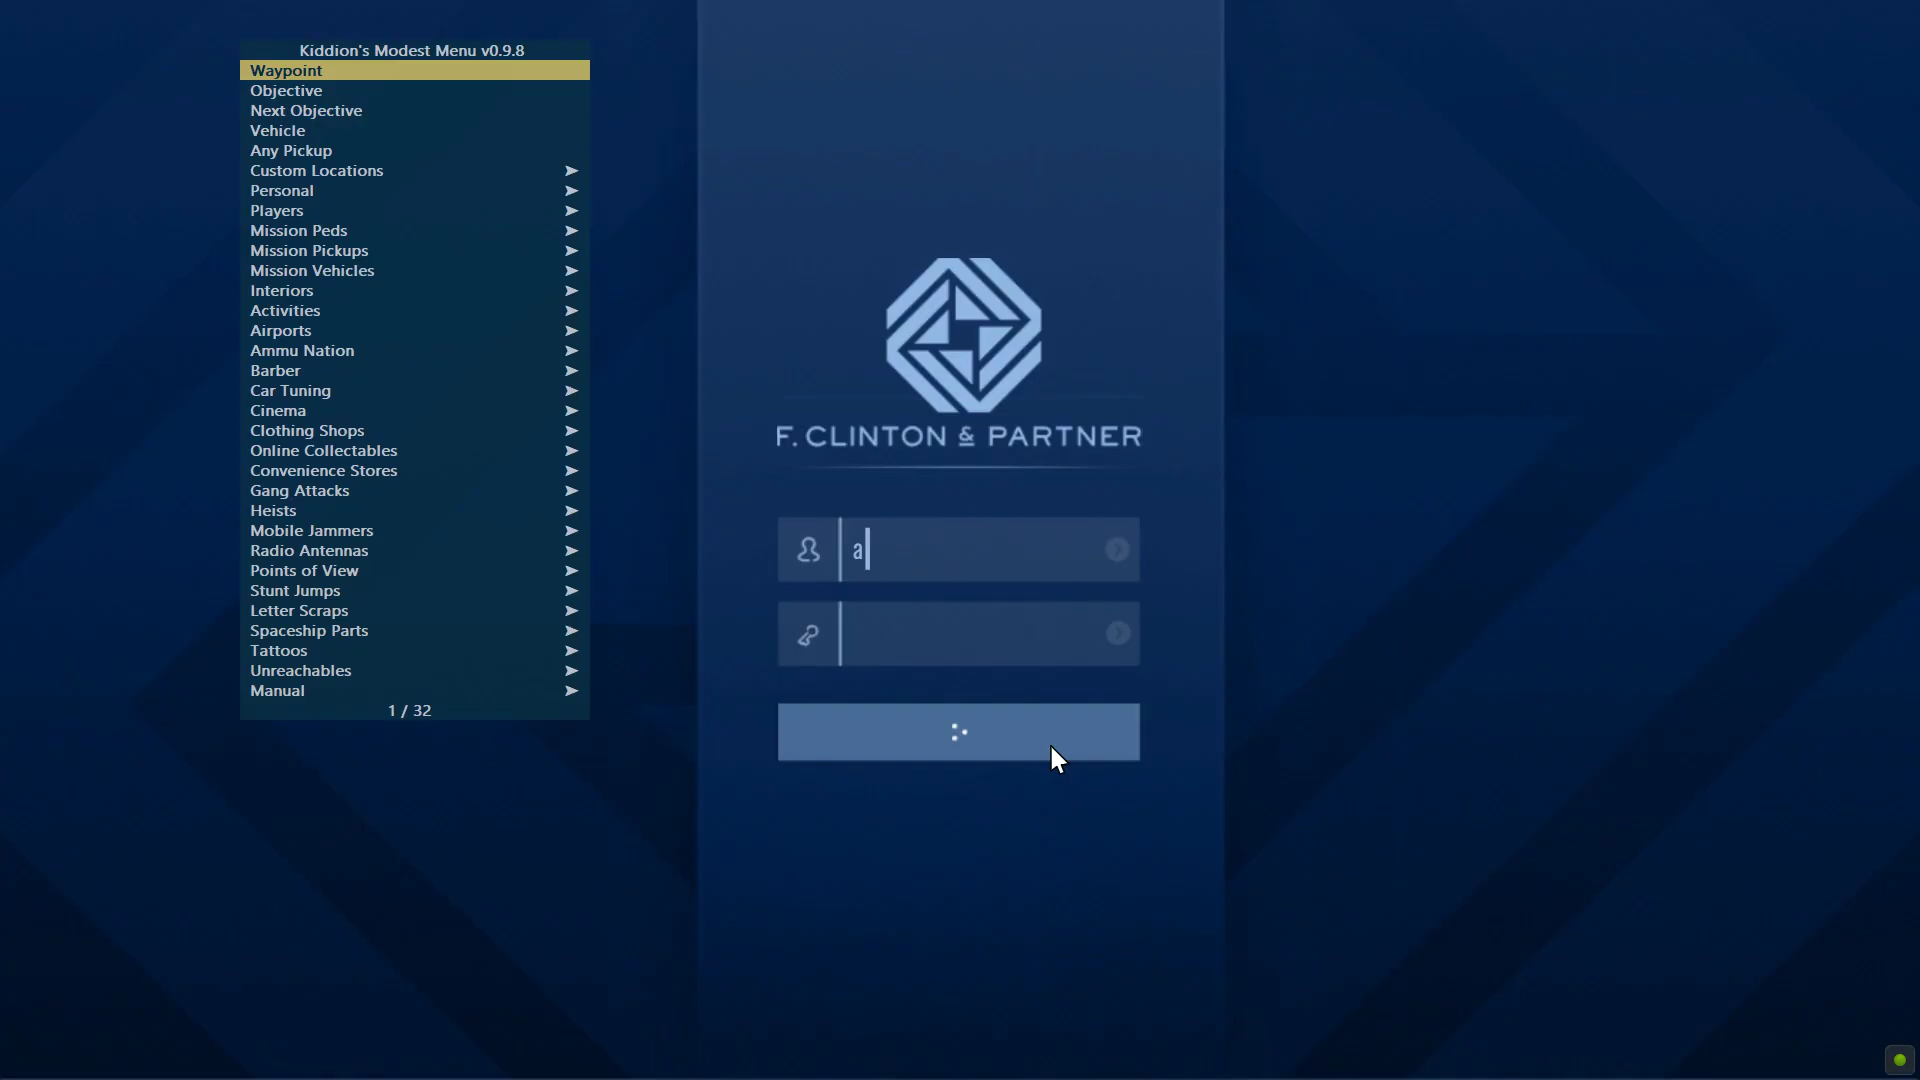 Kiddion's Modest Menu v0.9.8
Waypoint
Objective
Next Objective
Vehicle
Any Pickup
Custom Locations
Personal
Players
Mission Peds
Mission Pickups
Mission Vehicles
Interiors
Activities
Airports
Ammu Nation
Barber
Car Tuning
Cinema
Clothing Shops
Online Collectables
Convenience Stores
Gang Attacks
Heists
Mobile Jammers
Radio Antennas
Points of View
Stunt Jumps
Letter Scraps
Spaceship Parts
Tattoos
Unreachables
Manual
1 / 32
F. CLINTON & PARTNER
a